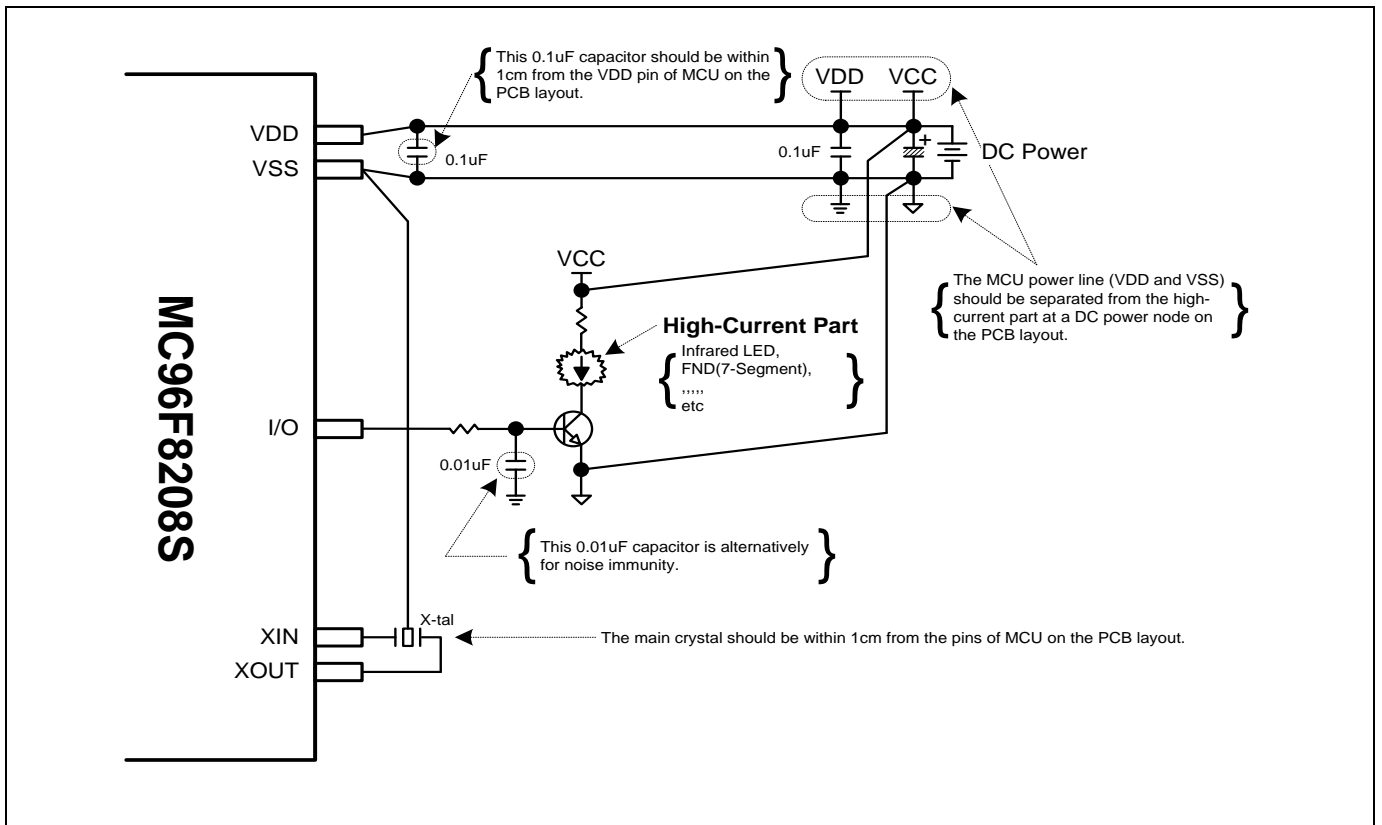 This 0.1uF capacitor should be within
1cm from the VDD pin of MCU on the
PCB layout.
VDD VCC
VDD
VSS
0.1uF
0.1uF
+
DC Power
VCC
The MCU power line (VDD and VSS)
should be separated from the high-
current part at a DC power node on
the PCB layout.
High-Current Part
Infrared LED,
FND(7-Segment),
,,,,,
etc
MC96F8208S
I/O
0.01uF
This 0.01uF capacitor is alternatively
for noise immunity.
X-tal
XIN
The main crystal should be within 1cm from the pins of MCU on the PCB layout.
XOUT